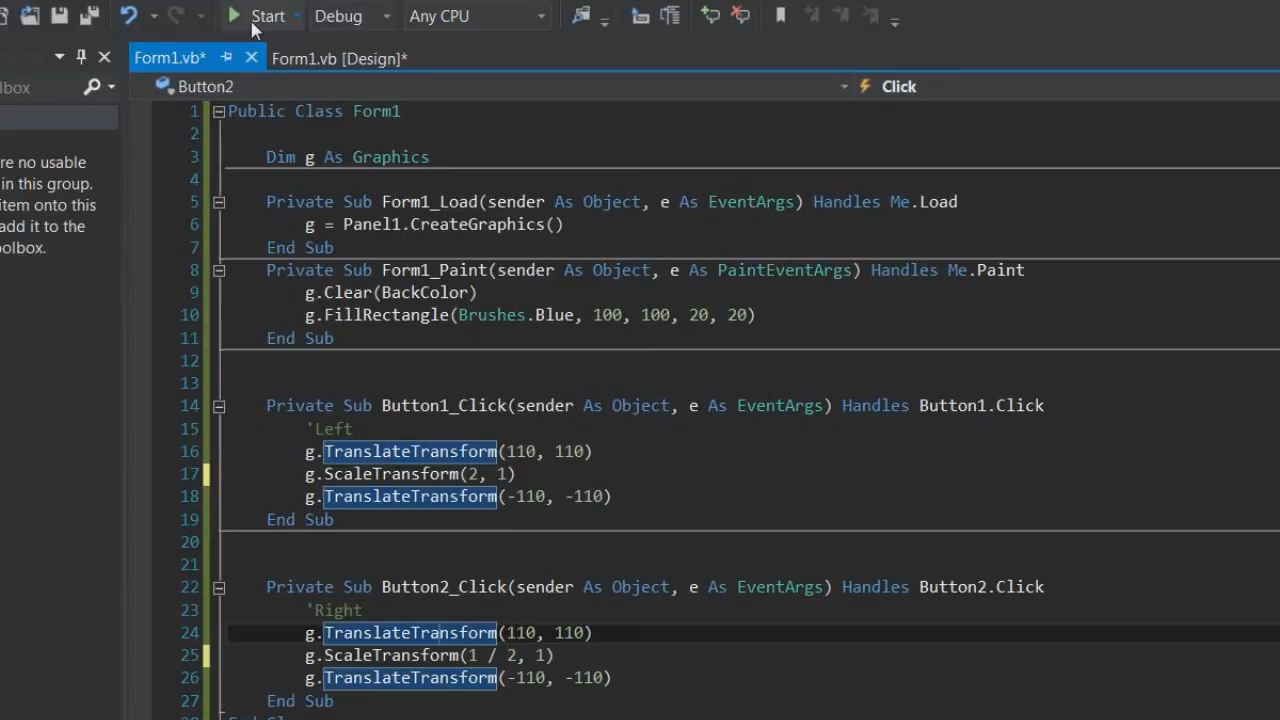 Start Debug Any CPU
Form1.vb* Form1.vb [Design]*
Button2 Click
1 Public Class Form1
2
3 Dim g As Graphics
4
5 Private Sub Form1_Load(sender As Object, e As EventArgs) Handles Me.Load
6 g = Panel1.CreateGraphics()
7 End Sub
8 Private Sub Form1_Paint(sender As Object, e As PaintEventArgs) Handles Me.Paint
9 g.Clear(BackColor)
10 g.FillRectangle(Brushes.Blue, 100, 100, 20, 20)
11 End Sub
12
13
14 Private Sub Button1_Click(sender As Object, e As EventArgs) Handles Button1.Click
15 'Left
16 g.TranslateTransform(110, 110)
17 g.ScaleTransform(2, 1)
18 g.TranslateTransform(-110, -110)
19 End Sub
20
21
22 Private Sub Button2_Click(sender As Object, e As EventArgs) Handles Button2.Click
23 'Right
24 g.TranslateTransform(110, 110)
25 g.ScaleTransform(1 / 2, 1)
26 g.TranslateTransform(-110, -110)
27 End Sub
box
re no usable
in this group.
item onto this
add it to the
oolbox.